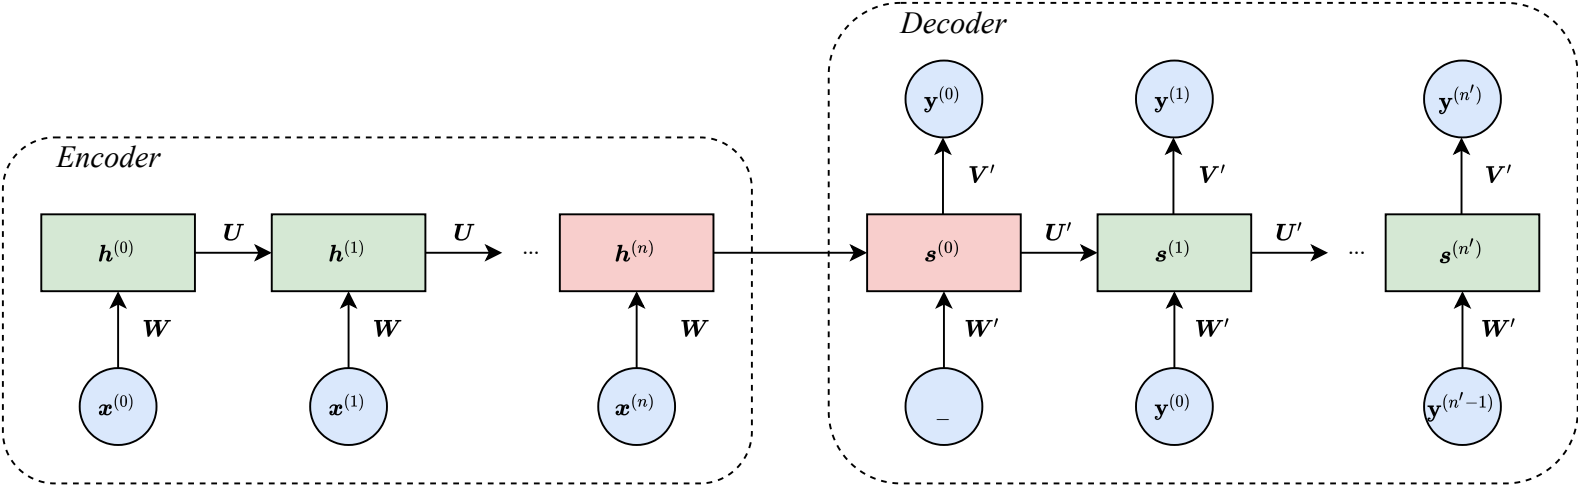 Decoder
y^{(0)} y^{(1)} y^{(n′)}
V′ V′ V′
Encoder
h^{(0)} U h^{(1)} U ... h^{(n)} s^{(0)} U′ s^{(1)} U′ ... s^{(n′)}
W W W W′ W′ W′
x^{(0)} x^{(1)} x^{(n)} _ y^{(0)} y^{(n′−1)}